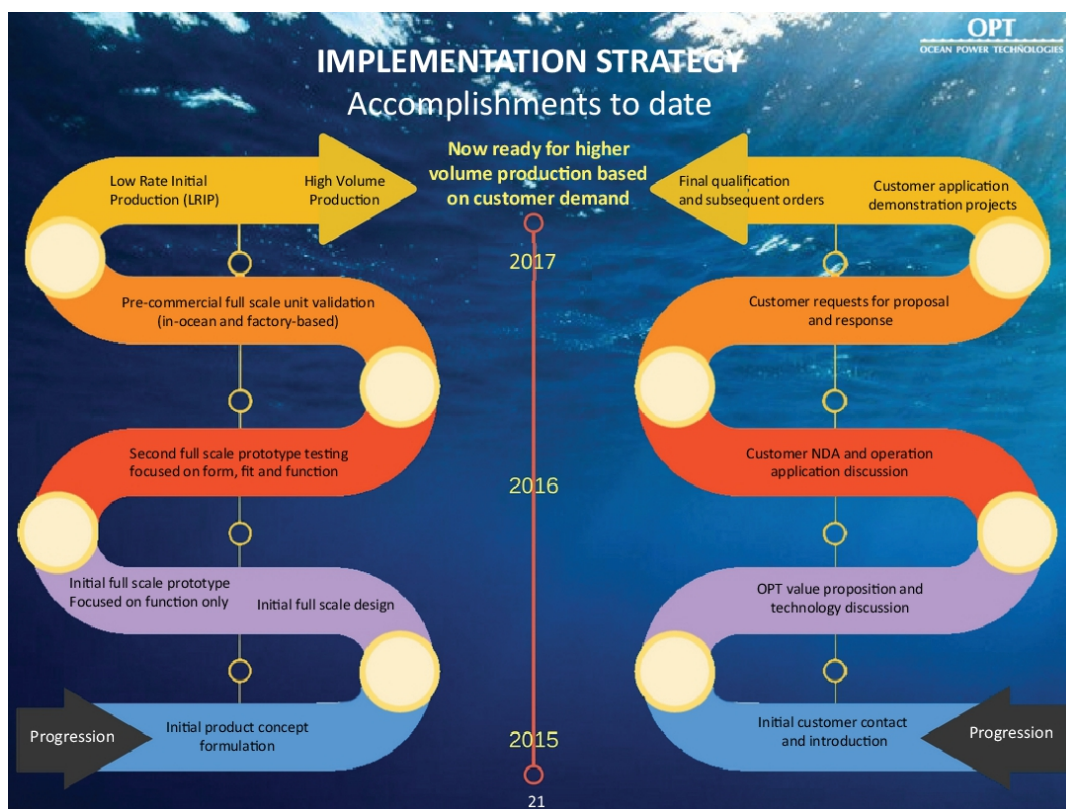 OPT
OCEAN POWER TECHNOLOGIES
IMPLEMENTATION STRATEGY
Accomplishments to date
Now ready for higher
volume production based
on customer demand
Low Rate Initial
Production (LRIP)
High Volume
Production
Final qualification
and subsequent orders
Customer application
demonstration projects
2017
Pre-commercial full scale unit validation
(in-ocean and factory-based)
Customer requests for proposal
and response
Second full scale prototype testing
focused on form, fit and function
Customer NDA and operation
application discussion
2016
Initial full scale prototype
Focused on function only
Initial full scale design
OPT value proposition and
technology discussion
Progression
Initial product concept
formulation
2015
Initial customer contact
and introduction
Progression
21